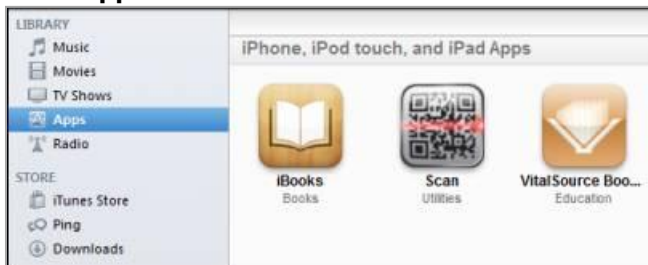 LIBRARY
Music
Movies
TV Shows
Apps
Radio
STORE
iTunes Store
Ping
Downloads
iPhone, iPod touch, and iPad Apps
iBooks
Books
Scan
Utilities
VitalSource Boo...
Education